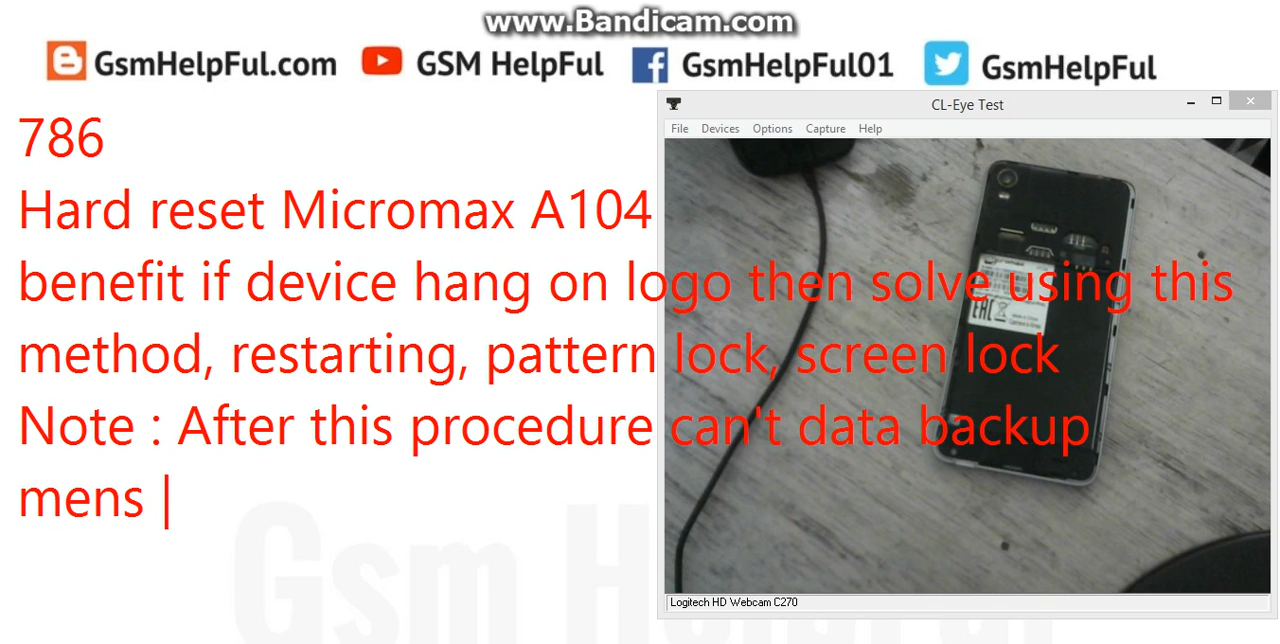 www.Bandicam.com
GsmHelpFul.com GSM HelpFul GsmHelpFul01 GsmHelpFul
CL-Eye Test
File Devices Options Capture Help
786
Hard reset Micromax A104
benefit if device hang on logo then solve using this
method, restarting, pattern lock, screen lock
Note : After this procedure can't data backup
mens |
EAC
Logitech HD Webcam C270